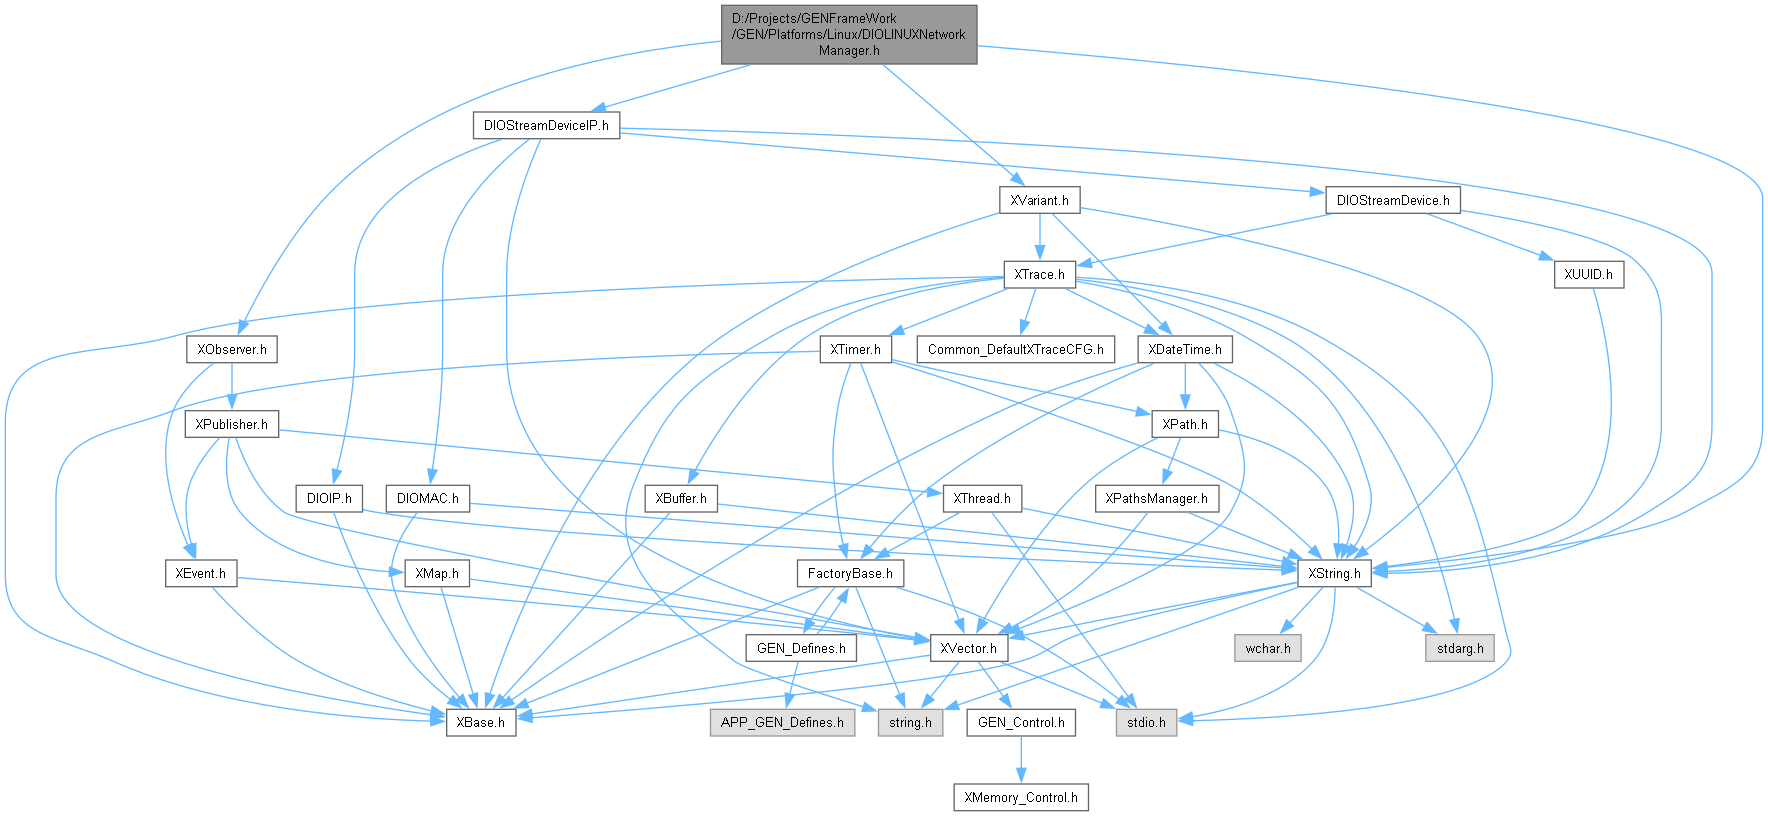 D:/Projects/GENFrameWork
/GEN/Platforms/Linux/DIOLINUXNetwork
Manager.h
DIOStreamDeviceIP.h
XVariant.h
DIOStreamDevice.h
XTrace.h
XUUID.h
XObserver.h
XTimer.h
Common_DefaultXTraceCFG.h
XDateTime.h
XPublisher.h
XPath.h
DIOIP.h
DIOMAC.h
XBuffer.h
XThread.h
XPathsManager.h
XEvent.h
XMap.h
FactoryBase.h
XString.h
GEN_Defines.h
XVector.h
wchar.h
stdarg.h
XBase.h
APP_GEN_Defines.h
string.h
GEN_Control.h
stdio.h
XMemory_Control.h